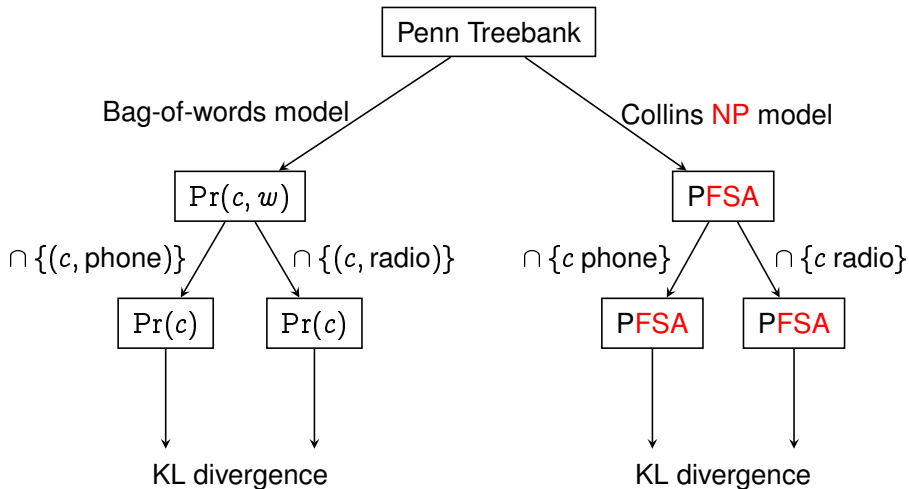 Penn Treebank
Bag-of-words model
Collins NP model
Pr(c, w)
PFSA
∩ {(c, phone)}
∩ {(c, radio)}
∩ {c phone}
∩ {c radio}
Pr(c)
Pr(c)
PFSA
PFSA
KL divergence
KL divergence